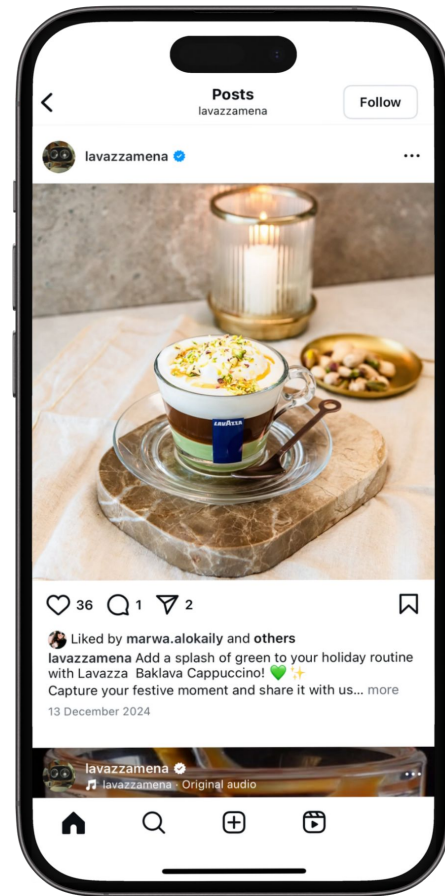 Posts
lavazzamena
Follow
lavazzamena
LAVAZZA
36 1 2
Liked by marwa.alokaily and others
lavazzamena Add a splash of green to your holiday routine
with Lavazza Baklava Cappuccino! 💚✨
Capture your festive moment and share it with us... more
13 December 2024
lavazzamena
lavazzamena · Original audio